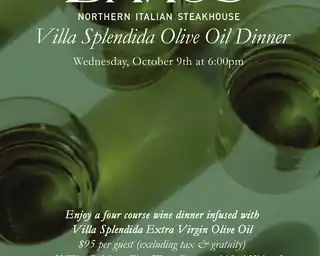 NORTHERN ITALIAN STEAKHOUSE
Villa Splendida Olive Oil Dinner
Wednesday, October 9th at 6:00pm
Enjoy a four course wine dinner infused with
Villa Splendida Extra Virgin Olive Oil
$95 per guest (excluding tax & gratuity)